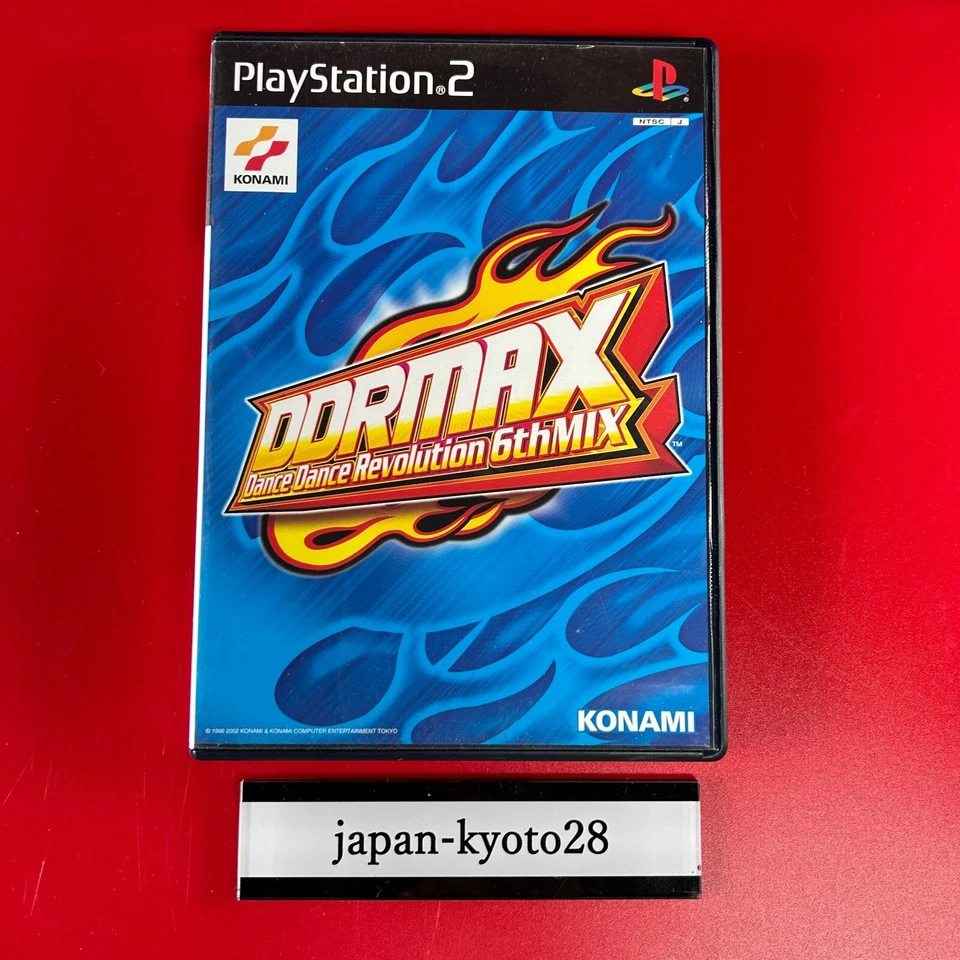 PlayStation®2
NTSC J
KONAMI
DDRMAX
Dance Dance Revolution 6thMIX
TM
KONAMI
© 1998 2002 KONAMI & KONAMI COMPUTER ENTERTAINMENT TOKYO
japan-kyoto28